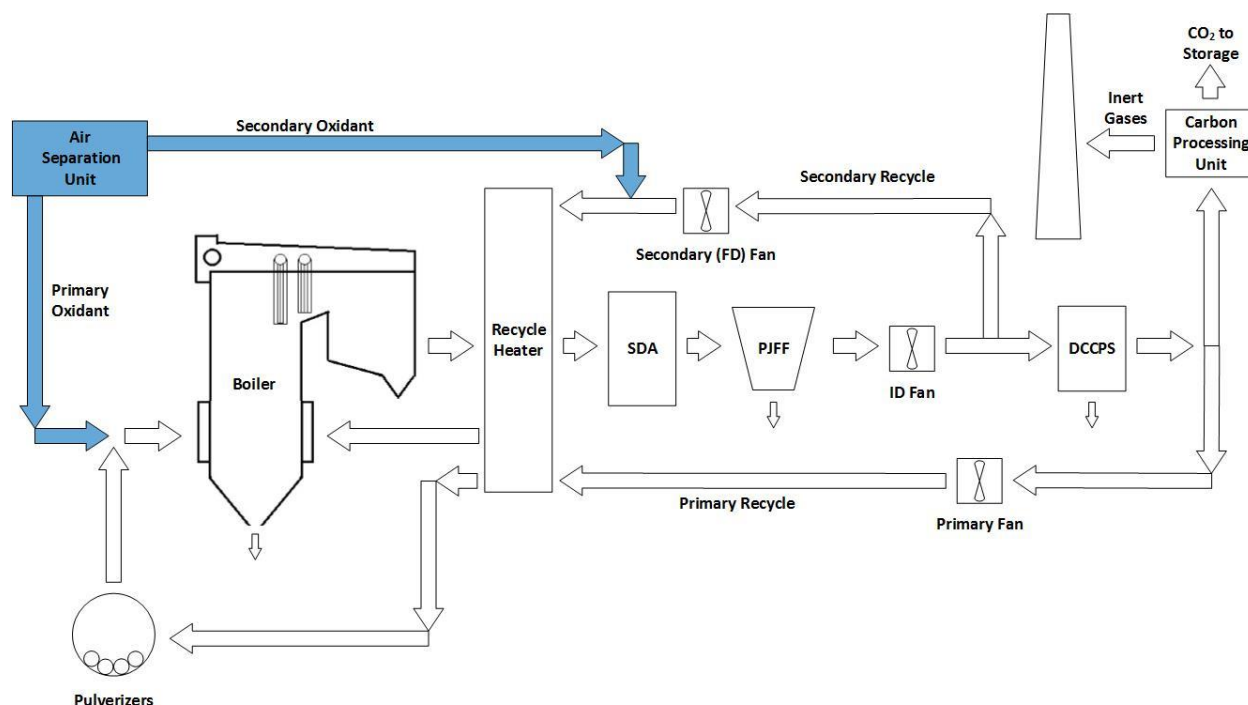 CO₂ to
Storage
Inert
Gases
Carbon
Processing
Unit
Secondary Oxidant
Air
Separation
Unit
Secondary Recycle
Secondary (FD) Fan
Primary
Oxidant
Recycle
Heater
SDA
PJFF
DCCPS
Boiler
ID Fan
Primary Recycle
Primary Fan
Pulverizers